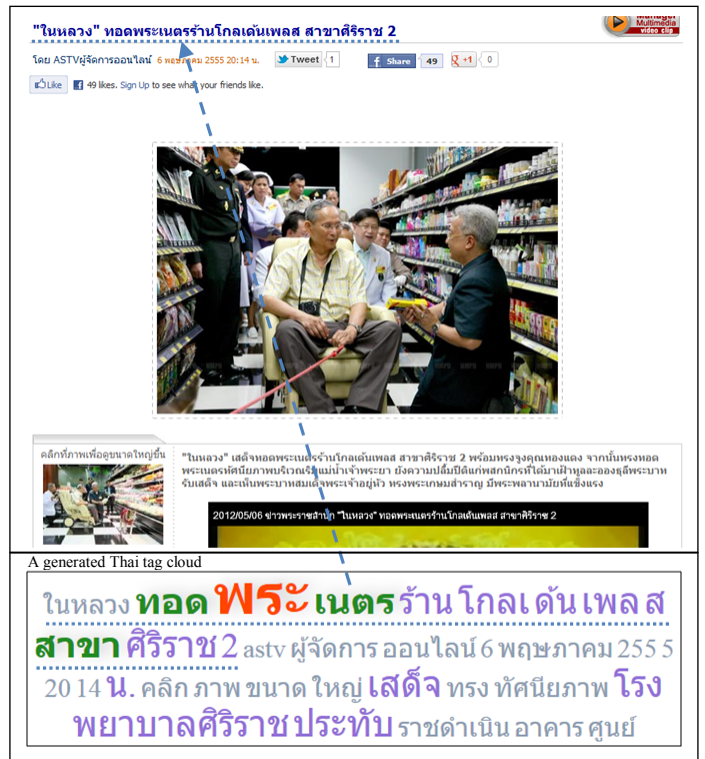 "ในหลวง" ทอดพระเนตรร้านโกลเด้นเพลส สาขาศิริราช 2
Manager
Multimedia
video clip
โดย ASTVผู้จัดการออนไลน์ 6 พฤษภาคม 2555 20:14 น. Tweet 1 f Share 49 +1 0
Like 49 likes. Sign Up to see what your friends like.
คลิกที่ภาพเพื่อดูขนาดใหญ่ขึ้น
"ในหลวง" เสด็จทอดพระเนตรร้านโกลเด้นเพลส สาขาศิริราช 2 พร้อมทรงจูงคุณทองแดง จากนั้นทรงทอด
พระเนตรทัศนียภาพบริเวณริมแม่น้ำเจ้าพระยา ยังความปลื้มปีติแก่พสกนิกรที่ได้มาเฝ้าทูลละอองธุลีพระบาท
รับเสด็จ และเห็นพระบาทสมเด็จพระเจ้าอยู่หัว ทรงพระเกษมสำราญ มีพระพลานามัยที่แข็งแรง
2012/05/06 ข่าวพระราชสำนัก "ในหลวง" ทอดพระเนตรร้านโกลเด้นเพลส สาขาศิริราช 2
A generated Thai tag cloud
ในหลวง ทอด พระ เนตร ร้าน โกลเ ด้น เพล ส
สาขา ศิริราช 2 astv ผู้จัดการ ออนไลน์ 6 พฤษภาคม 255 5
20 14 น. คลิก ภาพ ขนาด ใหญ่ เสด็จ ทรง ทัศนียภาพ โรง
พยาบาลศิริราช ประทับ ราชดำเนิน อาคาร ศูนย์